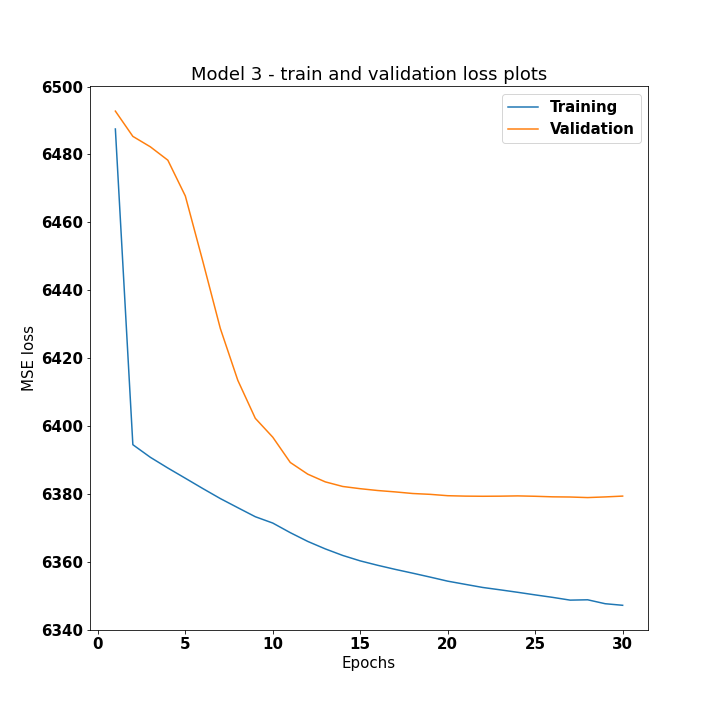 Model 3 - train and validation loss plots
Training
Validation
6500
6480
6460
6440
6420
6400
6380
6360
6340
MSE loss
0 5 10 15 20 25 30
Epochs